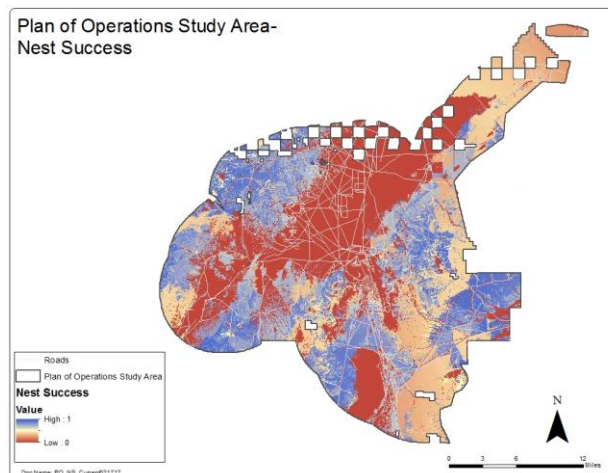 Plan of Operations Study Area-
Nest Success
Roads
Plan of Operations Study Area
Nest Success
Value
High : 1
Low : 0
N
0 3 6 12
Miles